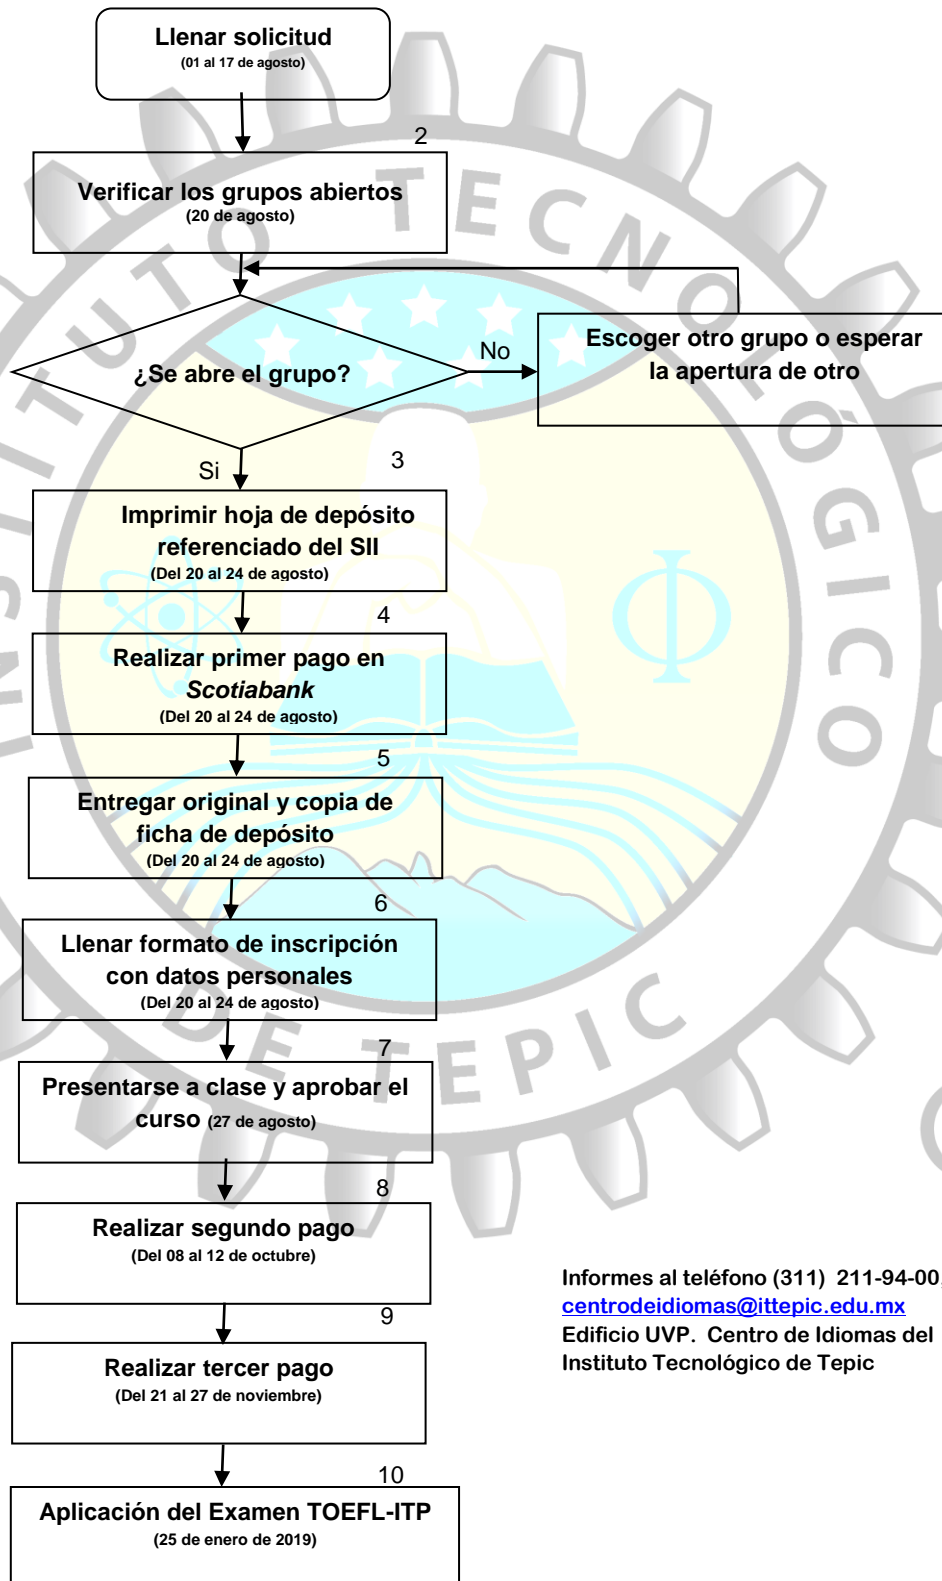 Llenar solicitud
(01 al 17 de agosto)
2
Verificar los grupos abiertos
(20 de agosto)
¿Se abre el grupo?
No
Escoger otro grupo o esperar
la apertura de otro
Si
3
Imprimir hoja de depósito
referenciado del SII
(Del 20 al 24 de agosto)
4
Realizar primer pago en
Scotiabank
(Del 20 al 24 de agosto)
5
Entregar original y copia de
ficha de depósito
(Del 20 al 24 de agosto)
6
Llenar formato de inscripción
con datos personales
(Del 20 al 24 de agosto)
7
Presentarse a clase y aprobar el
curso (27 de agosto)
8
Realizar segundo pago
(Del 08 al 12 de octubre)
9
Realizar tercer pago
(Del 21 al 27 de noviembre)
10
Aplicación del Examen TOEFL-ITP
(25 de enero de 2019)
Informes al teléfono (311) 211-94-00,
centrodeidiomas@ittepic.edu.mx
Edificio UVP. Centro de Idiomas del
Instituto Tecnológico de Tepic
INSTITUTO TECNOLÓGICO
DE TEPIC
Φ